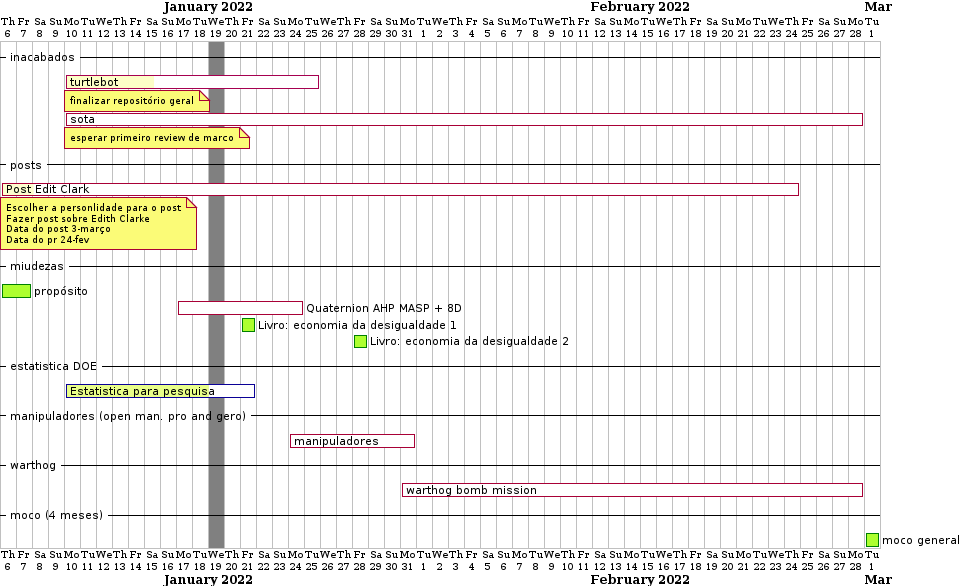 January 2022 February 2022 Mar
Th Fr Sa Su Mo Tu We Th Fr Sa Su Mo Tu We Th Fr Sa Su Mo Tu We Th Fr Sa Su Mo Tu We Th Fr Sa Su Mo Tu We Th Fr Sa Su Mo Tu We Th Fr Sa Su Mo Tu We Th Fr Sa Su Mo Tu
6 7 8 9 10 11 12 13 14 15 16 17 18 19 20 21 22 23 24 25 26 27 28 29 30 31 1 2 3 4 5 6 7 8 9 10 11 12 13 14 15 16 17 18 19 20 21 22 23 24 25 26 27 28 1
inacabados
turtlebot
finalizar repositório geral
sota
esperar primeiro review de marco
posts
Post Edit Clark
Escolher a personlidade para o post
Fazer post sobre Edith Clarke
Data do post 3-março
Data do pr 24-fev
miudezas
propósito
Quaternion AHP MASP + 8D
Livro: economia da desigualdade 1
Livro: economia da desigualdade 2
estatistica DOE
Estatistica para pesquisa
manipuladores (open man. pro and gero)
manipuladores
warthog
warthog bomb mission
moco (4 meses)
moco general
Th Fr Sa Su Mo Tu We Th Fr Sa Su Mo Tu We Th Fr Sa Su Mo Tu We Th Fr Sa Su Mo Tu We Th Fr Sa Su Mo Tu We Th Fr Sa Su Mo Tu We Th Fr Sa Su Mo Tu We Th Fr Sa Su Mo Tu
6 7 8 9 10 11 12 13 14 15 16 17 18 19 20 21 22 23 24 25 26 27 28 29 30 31 1 2 3 4 5 6 7 8 9 10 11 12 13 14 15 16 17 18 19 20 21 22 23 24 25 26 27 28 1
January 2022 February 2022 Mar